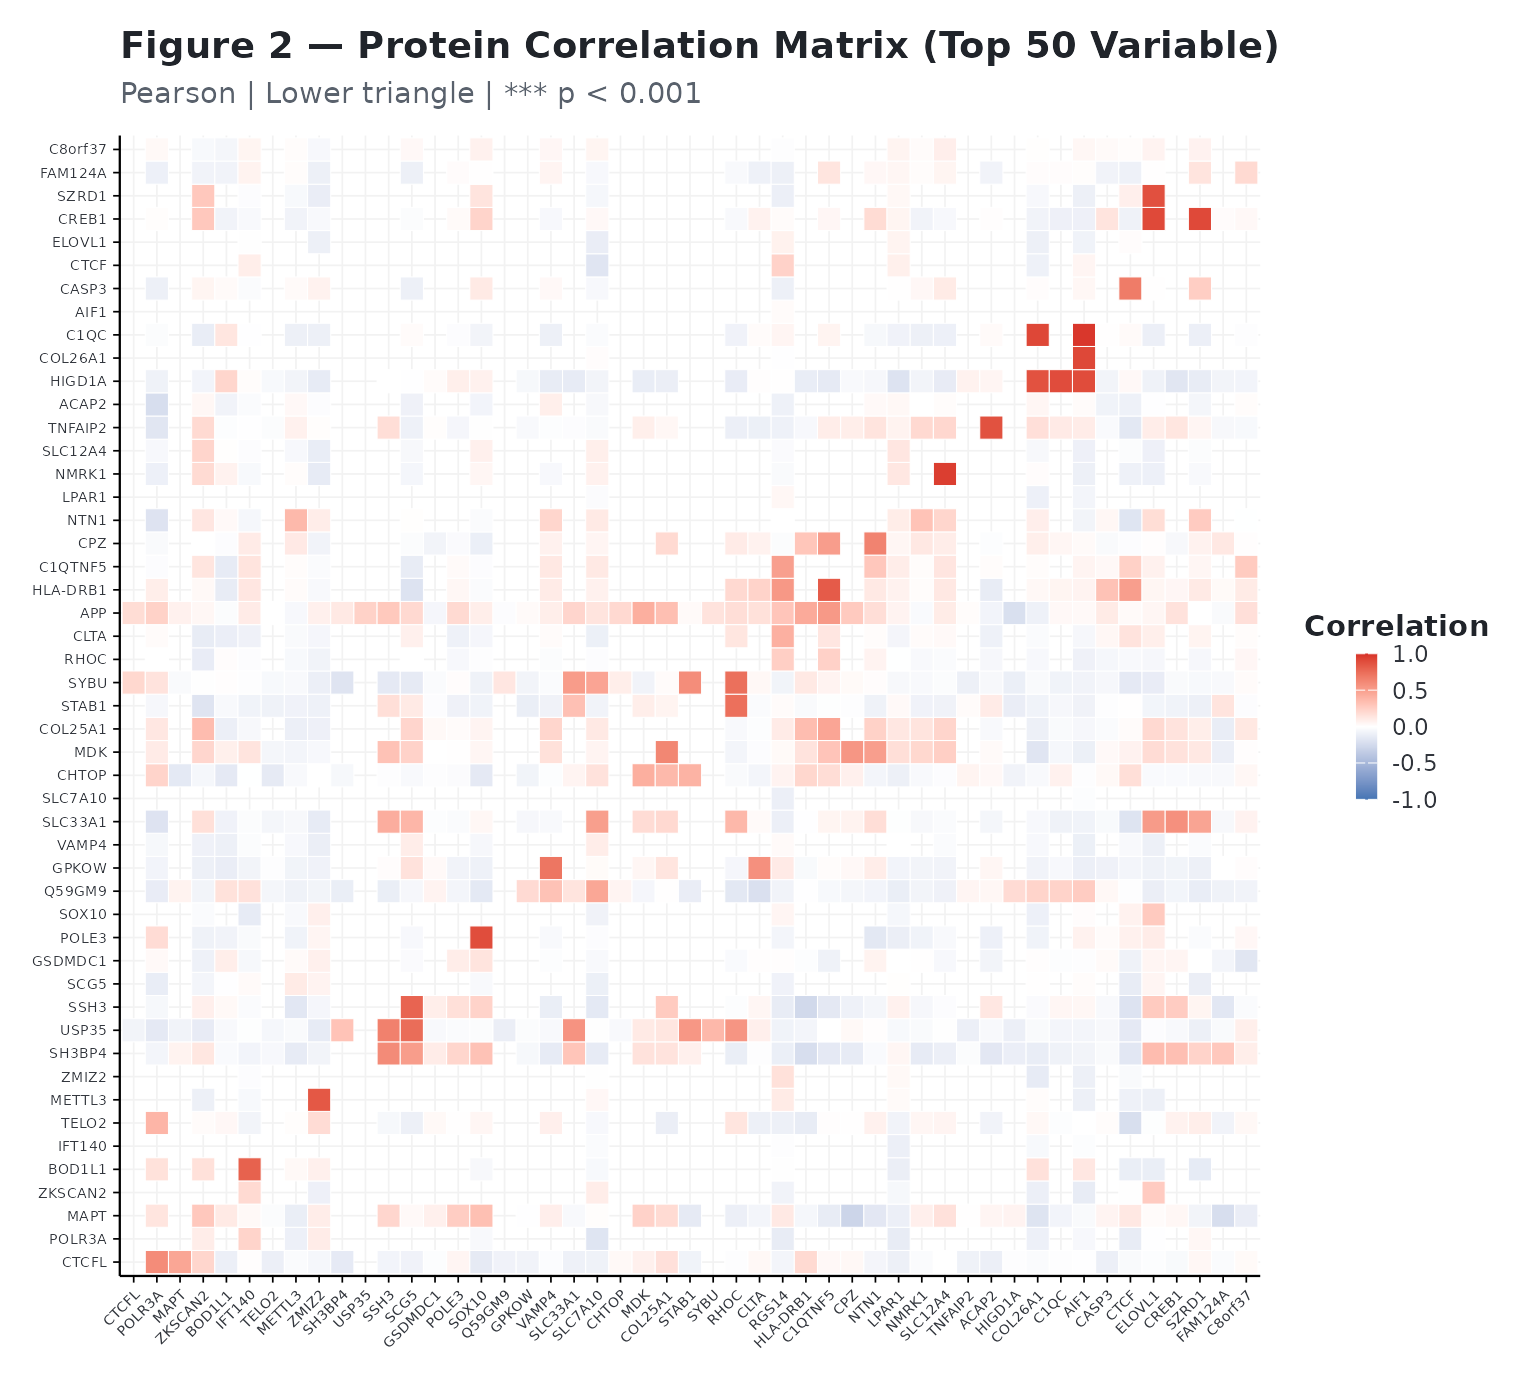 Figure 2 — Protein Correlation Matrix (Top 50 Variable)
Pearson | Lower triangle | *** p < 0.001
C8orf37
FAM124A
SZRD1
CREB1
ELOVL1
CTCF
CASP3
AIF1
C1QC
COL26A1
HIGD1A
ACAP2
TNFAIP2
SLC12A4
NMRK1
LPAR1
NTN1
CPZ
C1QTNF5
HLA-DRB1
APP
CLTA
RHOC
SYBU
STAB1
COL25A1
MDK
CHTOP
SLC7A10
SLC33A1
VAMP4
GPKOW
Q59GM9
SOX10
POLE3
GSDMDC1
SCG5
SSH3
USP35
SH3BP4
ZMIZ2
METTL3
TELO2
IFT140
BOD1L1
ZKSCAN2
MAPT
POLR3A
CTCFL
CTCFL
POLR3A
MAPT
ZKSCAN2
BOD1L1
IFT140
TELO2
METTL3
ZMIZ2
SH3BP4
USP35
SSH3
SCG5
GSDMDC1
POLE3
SOX10
Q59GM9
GPKOW
VAMP4
SLC33A1
SLC7A10
CHTOP
MDK
COL25A1
STAB1
SYBU
RHOC
CLTA
RGS14
HLA-DRB1
C1QTNF5
CPZ
NTN1
LPAR1
NMRK1
SLC12A4
TNFAIP2
ACAP2
HIGD1A
COL26A1
C1QC
AIF1
CASP3
CTCF
ELOVL1
CREB1
SZRD1
FAM124A
C8orf37
Correlation
1.0
0.5
0.0
-0.5
-1.0